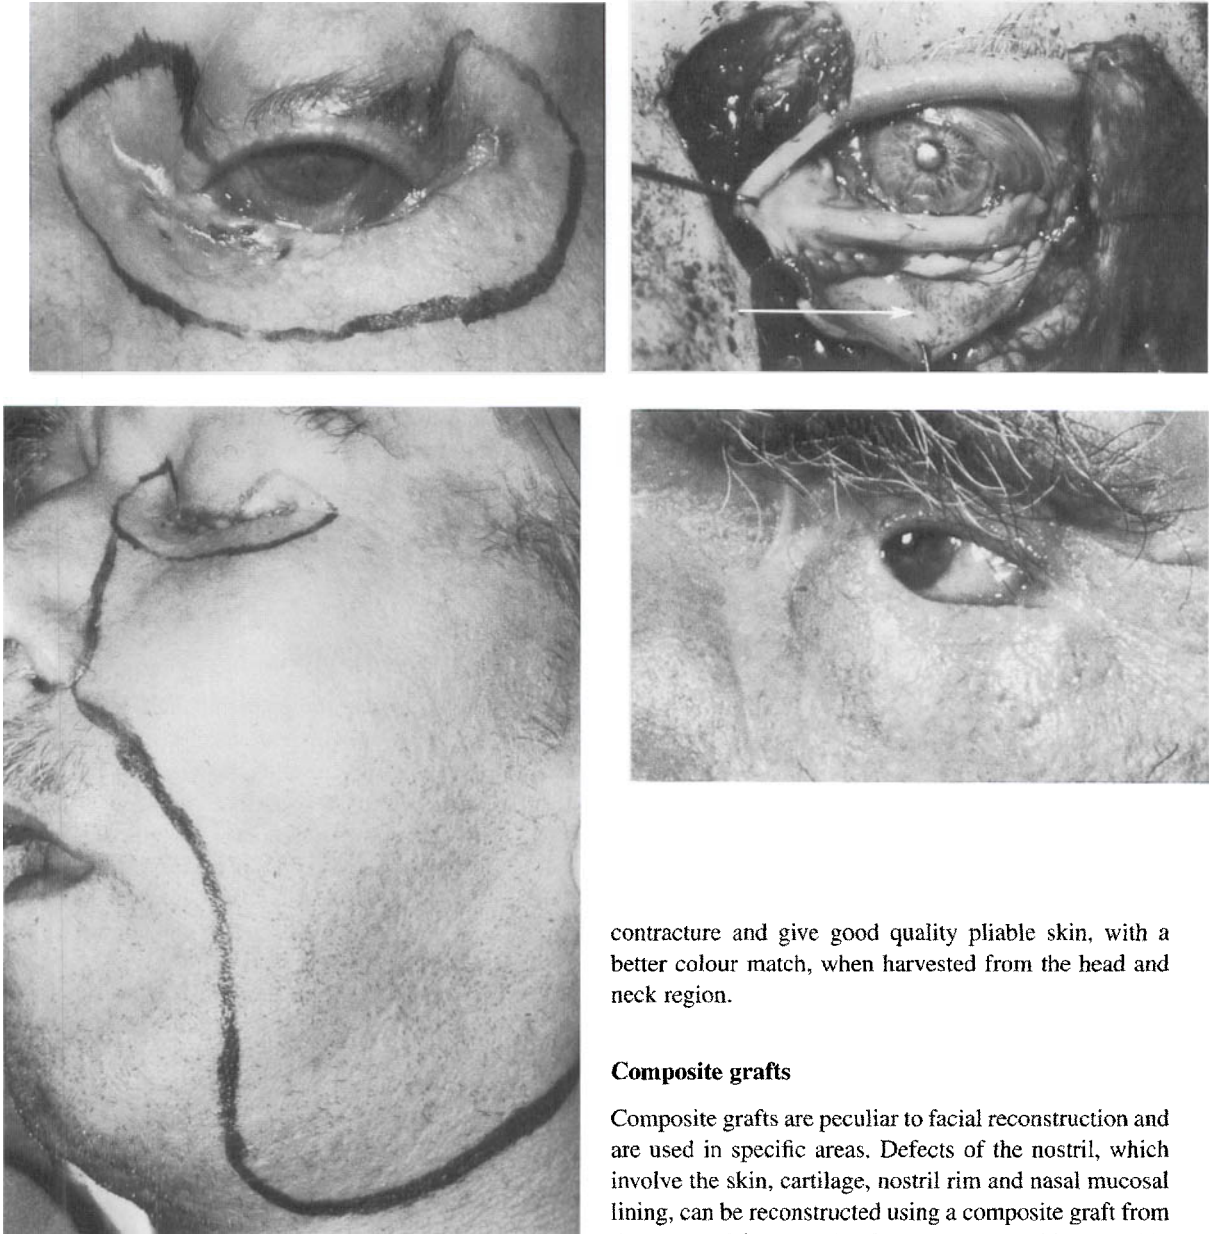 contracture and give good quality pliable skin, with a
better colour match, when harvested from the head and
neck region.
Composite grafts
Composite grafts are peculiar to facial reconstruction and
are used in specific areas. Defects of the nostril, which
involve the skin, cartilage, nostril rim and nasal mucosal
lining, can be reconstructed using a composite graft from